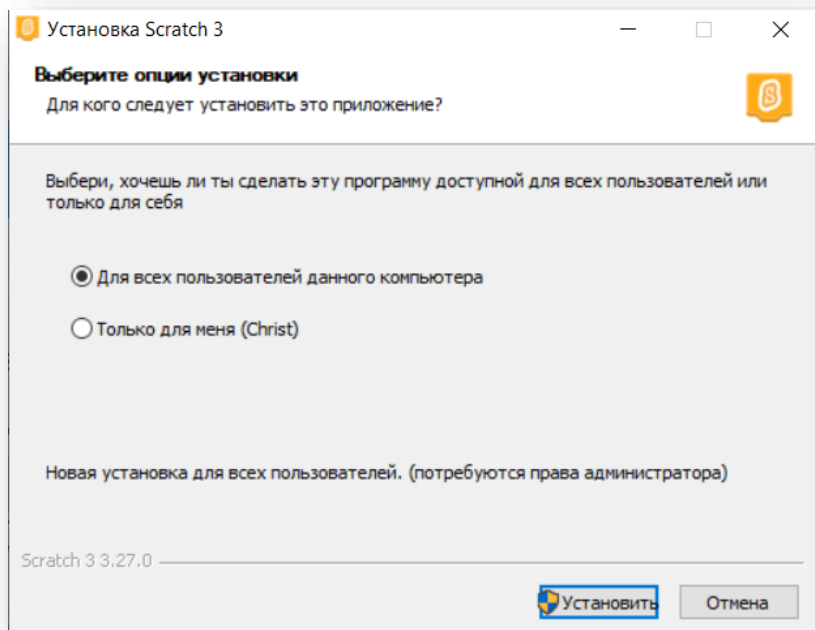 Установка Scratch 3
Выберите опции установки
Для кого следует установить это приложение?
Выбери, хочешь ли ты сделать эту программу доступной для всех пользователей или
только для себя
Для всех пользователей данного компьютера
Только для меня (Christ)
Новая установка для всех пользователей. (потребуются права администратора)
Scratch 3 3.27.0
Установить
Отмена